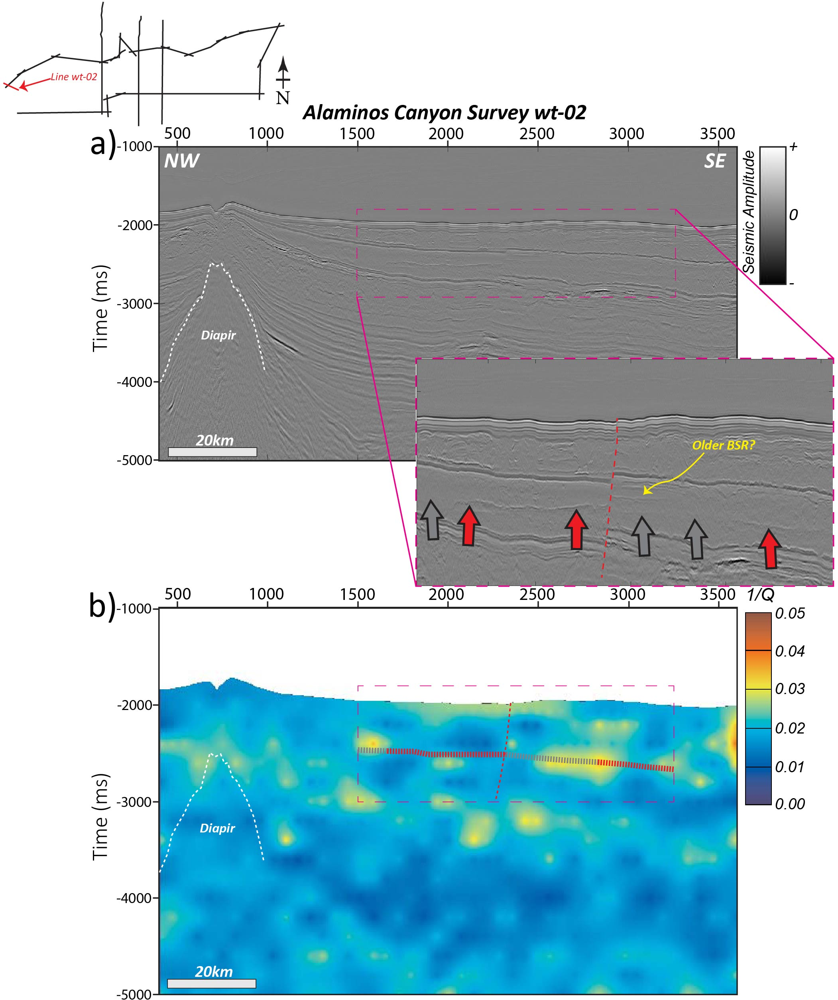 Line wt-02
N
Alaminos Canyon Survey wt-02
500 1000 1500 2000 2500 3000 3500
a)
-1000
-2000
-3000
-4000
-5000
Time (ms)
NW
SE
Diapir
20km
Seismic Amplitude
+
0
-
Older BSR?
500 1000 1500 2000 2500 3000 3500 1/Q
b)
-1000
-2000
-3000
-4000
-5000
Time (ms)
Diapir
20km
0.05
0.04
0.03
0.02
0.01
0.00